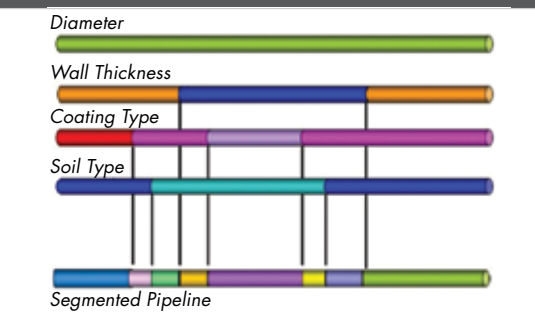 Diameter
Wall Thickness
Coating Type
Soil Type
Segmented Pipeline